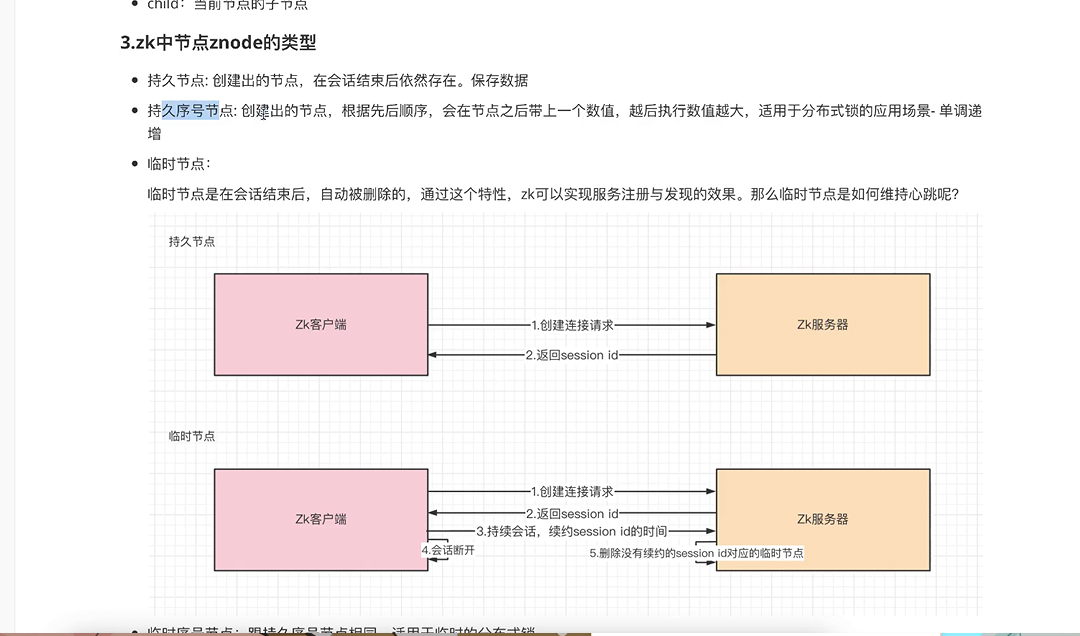 child：当前节点的子节点
3.zk中节点znode的类型
持久节点: 创建出的节点，在会话结束后依然存在。保存数据
持久序号节点: 创建出的节点，根据先后顺序，会在节点之后带上一个数值，越后执行数值越大，适用于分布式锁的应用场景- 单调递
增
临时节点：
临时节点是在会话结束后，自动被删除的，通过这个特性，zk可以实现服务注册与发现的效果。那么临时节点是如何维持心跳呢？
持久节点
Zk客户端
1.创建连接请求
2.返回session id
Zk服务器
临时节点
Zk客户端
1.创建连接请求
2.返回session id
3.持续会话，续约session id的时间
4.会话断开
5.删除没有续约的session id对应的临时节点
Zk服务器
临时序号节点：跟持久序号节点相同，适用于临时的分布式锁